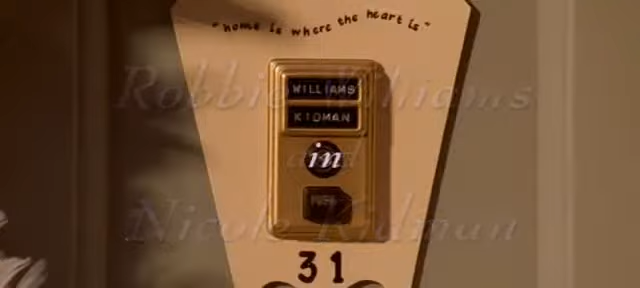 "home is where the heart is"
Robbie Williams
WILLIAMS
KIDMAN
and
in
PUSH
Nicole Kidman
31